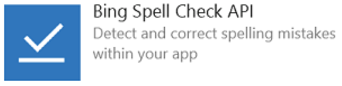 Bing Spell Check API
Detect and correct spelling mistakes
within your app